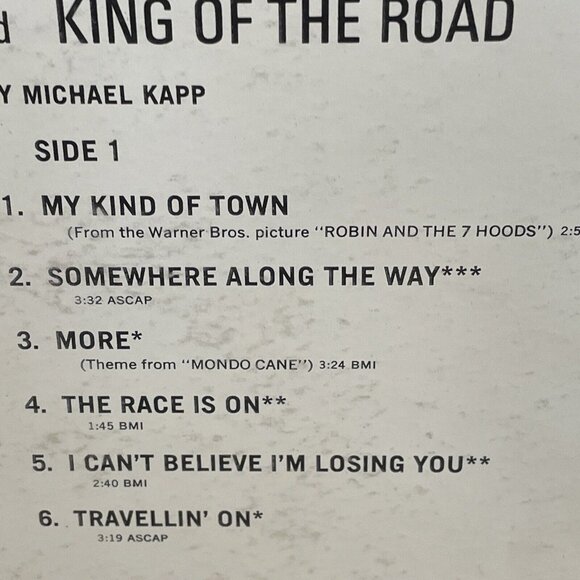 KING OF THE ROAD
MICHAEL KAPP
SIDE 1
1. MY KIND OF TOWN
(From the Warner Bros. picture "ROBIN AND THE 7 HOODS")
2. SOMEWHERE ALONG THE WAY***
3:32 ASCAP
3. MORE*
(Theme from "MONDO CANE") 3:24 BMI
4. THE RACE IS ON**
1:45 BMI
5. I CAN'T BELIEVE I'M LOSING YOU**
2:40 BMI
6. TRAVELLIN' ON*
3:19 ASCAP